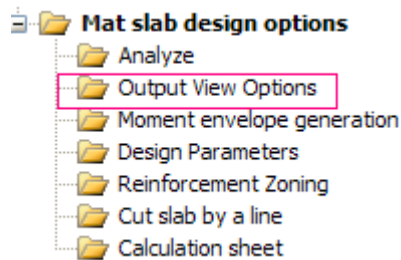 Mat slab design options
Analyze
Output View Options
Moment envelope generation
Design Parameters
Reinforcement Zoning
Cut slab by a line
Calculation sheet